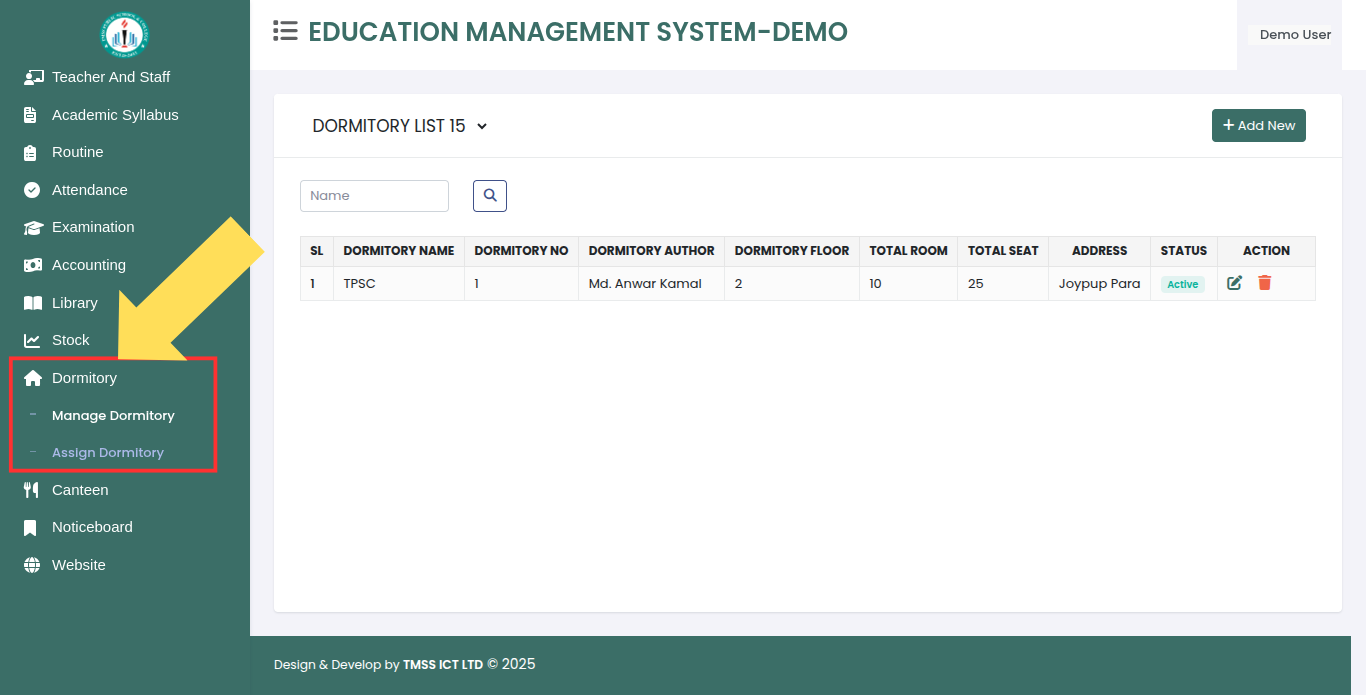 EDUCATION MANAGEMENT SYSTEM-DEMO
Demo User
Teacher And Staff
Academic Syllabus
Routine
Attendance
Examination
Accounting
Library
Stock
Dormitory
Manage Dormitory
Assign Dormitory
Canteen
Noticeboard
Website
DORMITORY LIST 15
+ Add New
Name
SL DORMITORY NAME DORMITORY NO DORMITORY AUTHOR DORMITORY FLOOR TOTAL ROOM TOTAL SEAT ADDRESS STATUS ACTION
1 TPSC 1 Md. Anwar Kamal 2 10 25 Joypup Para Active
Design & Develop by TMSS ICT LTD © 2025